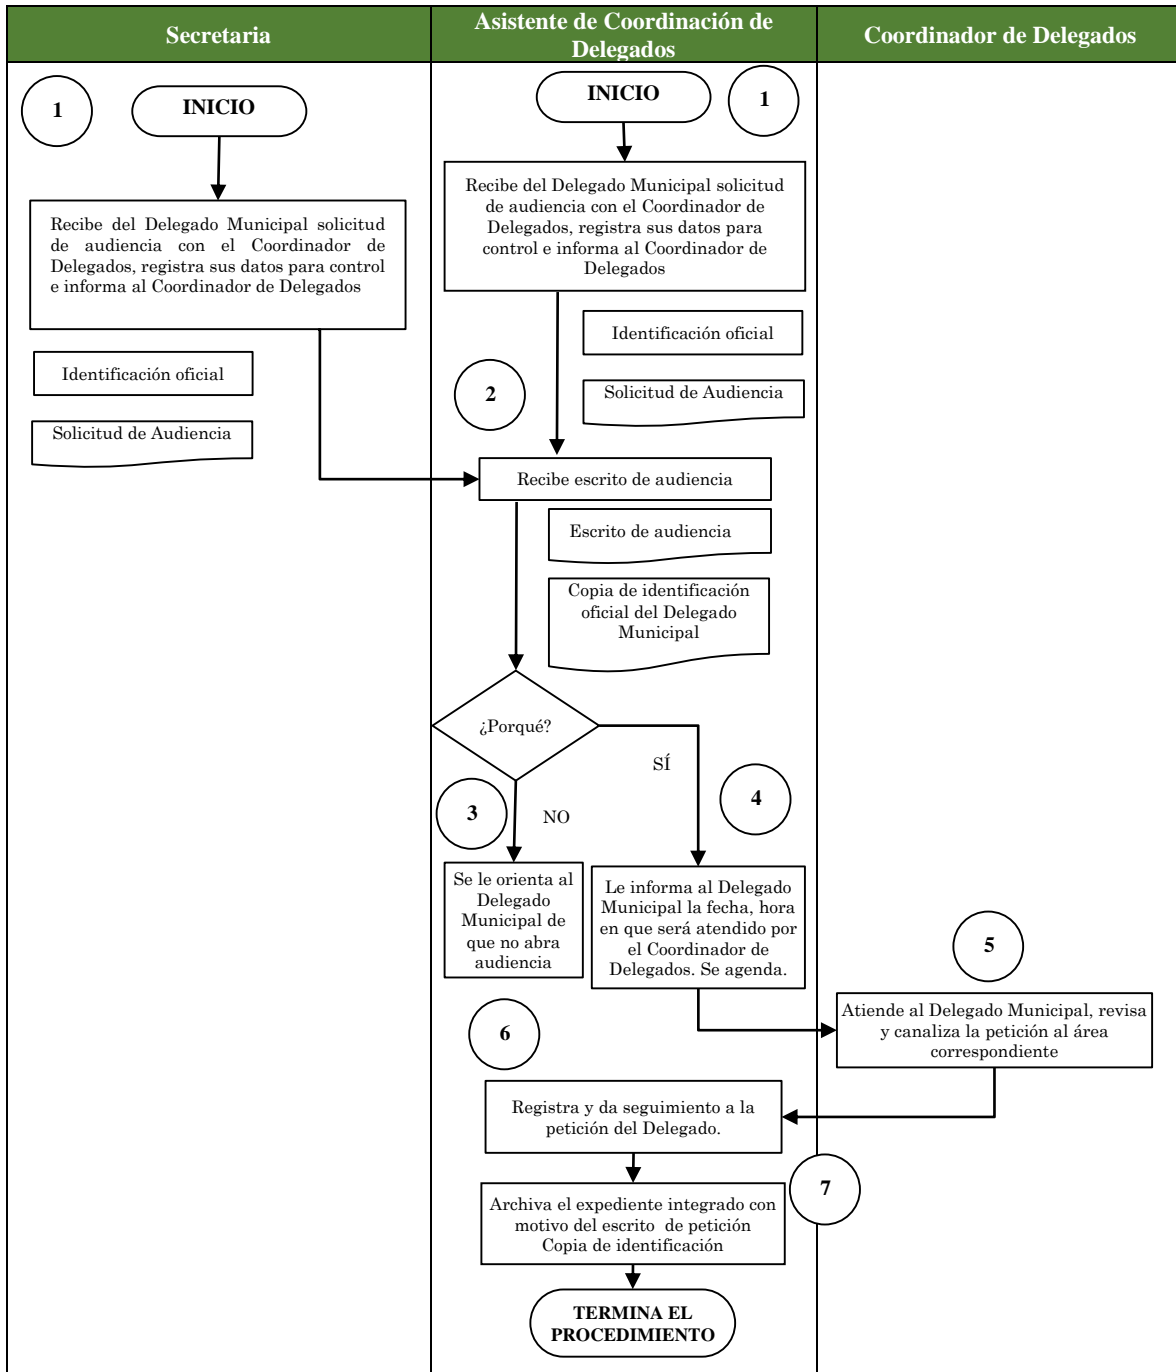 Secretaria
Asistente de Coordinación de
Delegados
Coordinador de Delegados
1
INICIO
Recibe del Delegado Municipal solicitud
de audiencia con el Coordinador de
Delegados, registra sus datos para control
e informa al Coordinador de Delegados
Identificación oficial
Solicitud de Audiencia
INICIO
1
Recibe del Delegado Municipal solicitud
de audiencia con el Coordinador de
Delegados, registra sus datos para
control e informa al Coordinador de
Delegados
Identificación oficial
2
Solicitud de Audiencia
Recibe escrito de audiencia
Escrito de audiencia
Copia de identificación
oficial del Delegado
Municipal
¿Porqué?
SÍ
3
NO
4
Se le orienta al
Delegado
Municipal de
que no abra
audiencia
Le informa al Delegado
Municipal la fecha, hora
en que será atendido por
el Coordinador de
Delegados. Se agenda.
5
Atiende al Delegado Municipal, revisa
y canaliza la petición al área
correspondiente
6
Registra y da seguimiento a la
petición del Delegado.
7
Archiva el expediente integrado con
motivo del escrito de petición
Copia de identificación
TERMINA EL
PROCEDIMIENTO